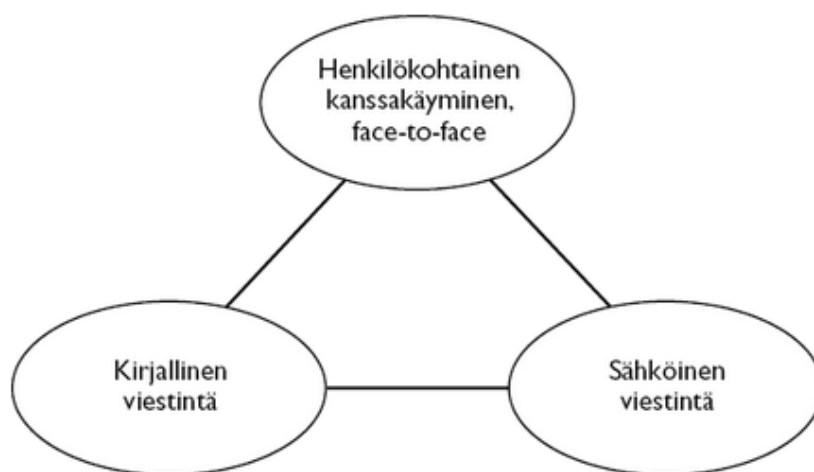 Henkilökohtainen
kanssakäyminen,
face-to-face
Kirjallinen
viestintä
Sähköinen
viestintä